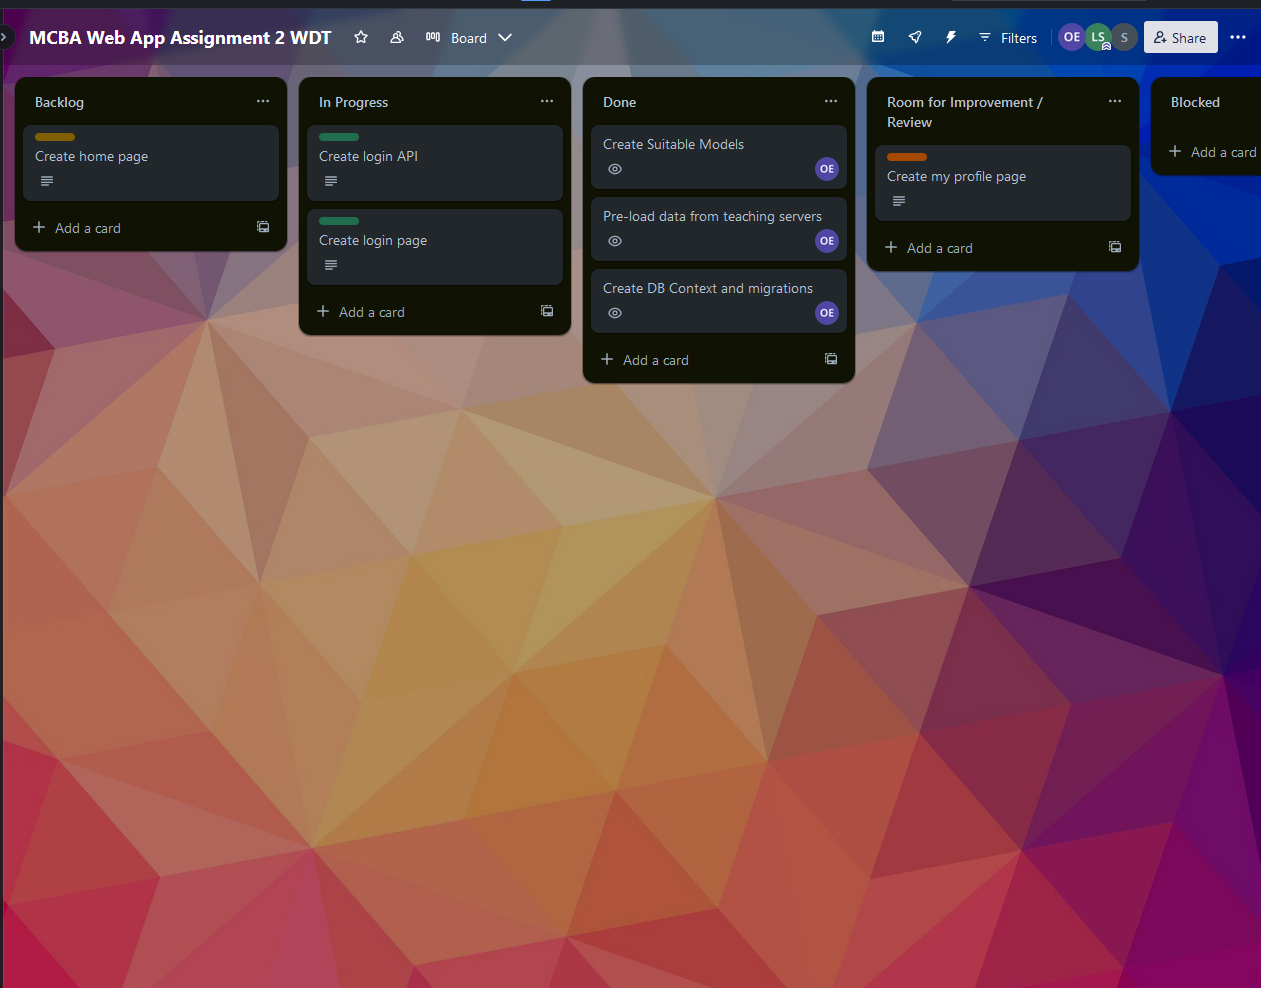 MCBA Web App Assignment 2 WDT
Board
Filters
OE
LS
S
Share
Backlog
Create home page
Add a card
In Progress
Create login API
Create login page
Add a card
Done
Create Suitable Models
OE
Pre-load data from teaching servers
OE
Create DB Context and migrations
OE
Add a card
Room for Improvement /
Review
Create my profile page
Add a card
Blocked
Add a card